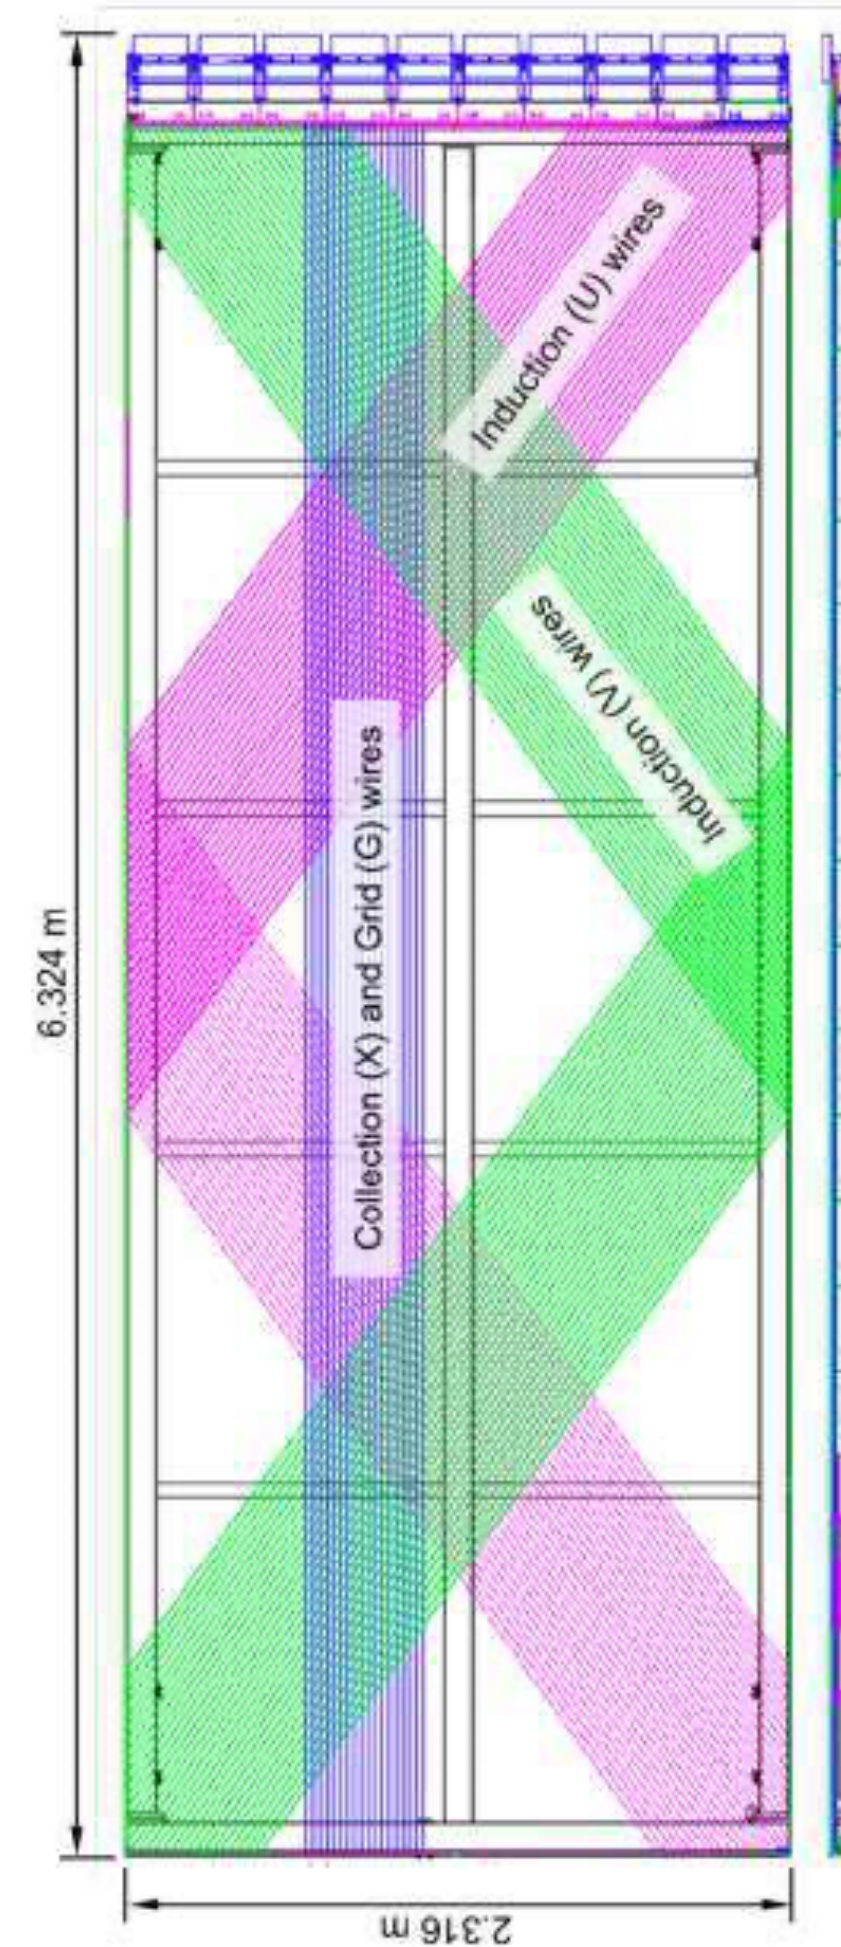 Induction (U) wires
Induction (V) wires
Collection (X) and Grid (G) wires
6.324 m
2.316 m